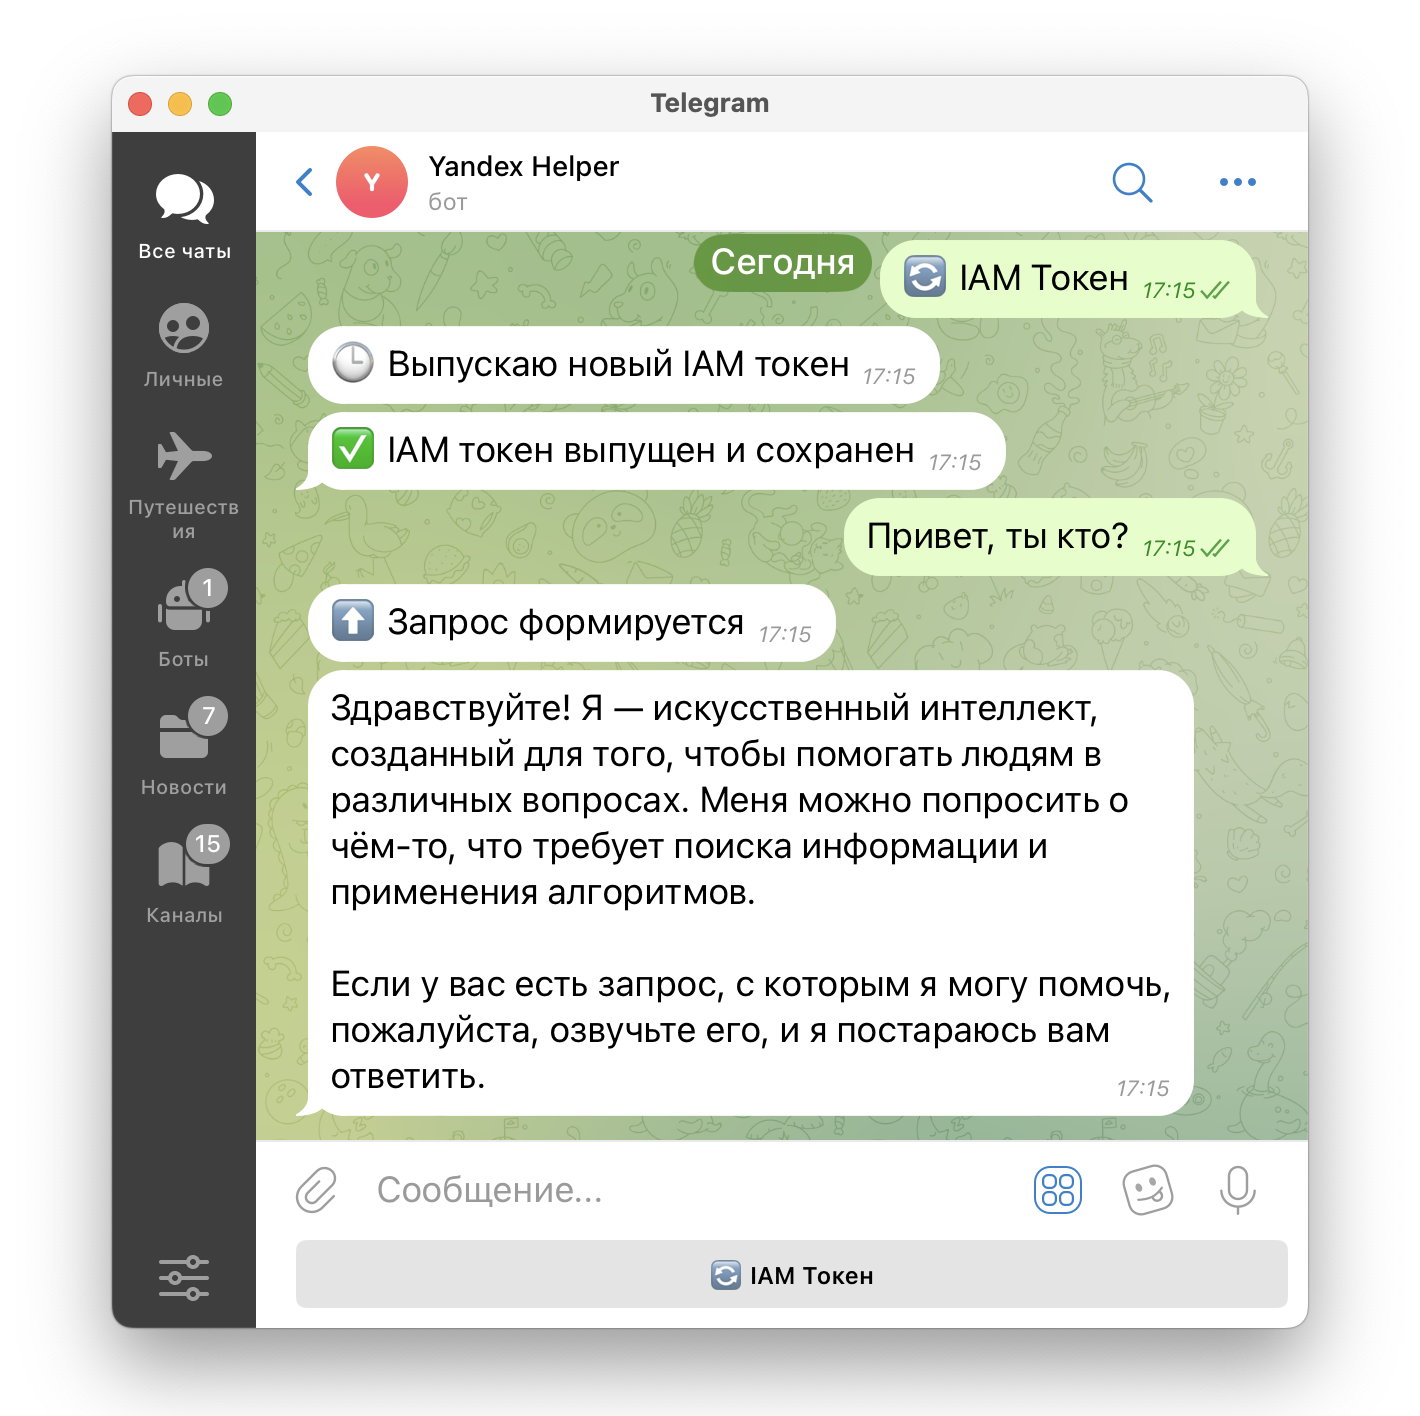 Telegram
Все чаты
Личные
Путешеств
ия
1
Боты
7
Новости
15
Каналы
Y
Yandex Helper
бот
Сегодня
IAM Токен 17:15
Выпускаю новый IAM токен 17:15
IAM токен выпущен и сохранен 17:15
Привет, ты кто? 17:15
Запрос формируется 17:15
Здравствуйте! Я — искусственный интеллект,
созданный для того, чтобы помогать людям в
различных вопросах. Меня можно попросить о
чём-то, что требует поиска информации и
применения алгоритмов.
Если у вас есть запрос, с которым я могу помочь,
пожалуйста, озвучьте его, и я постараюсь вам
ответить. 17:15
Сообщение...
IAM Токен